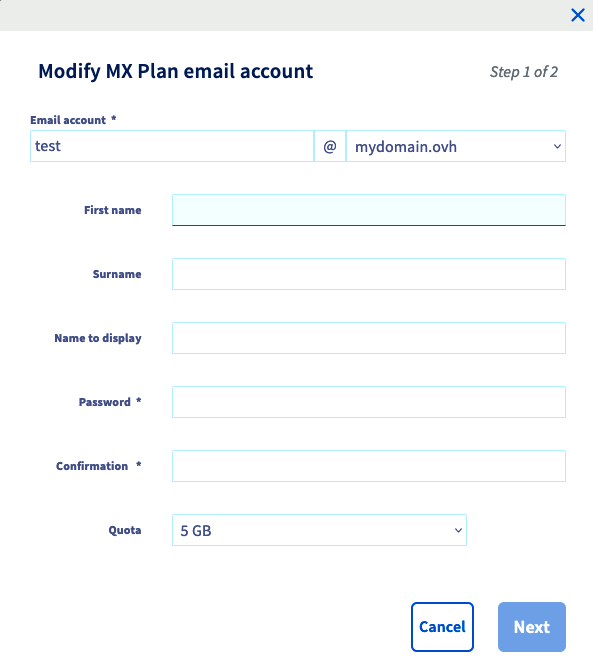 Modify MX Plan email account
Step 1 of 2
Email account *
test @ mydomain.ovh
First name
Surname
Name to display
Password *
Confirmation *
Quota 5 GB
Cancel Next